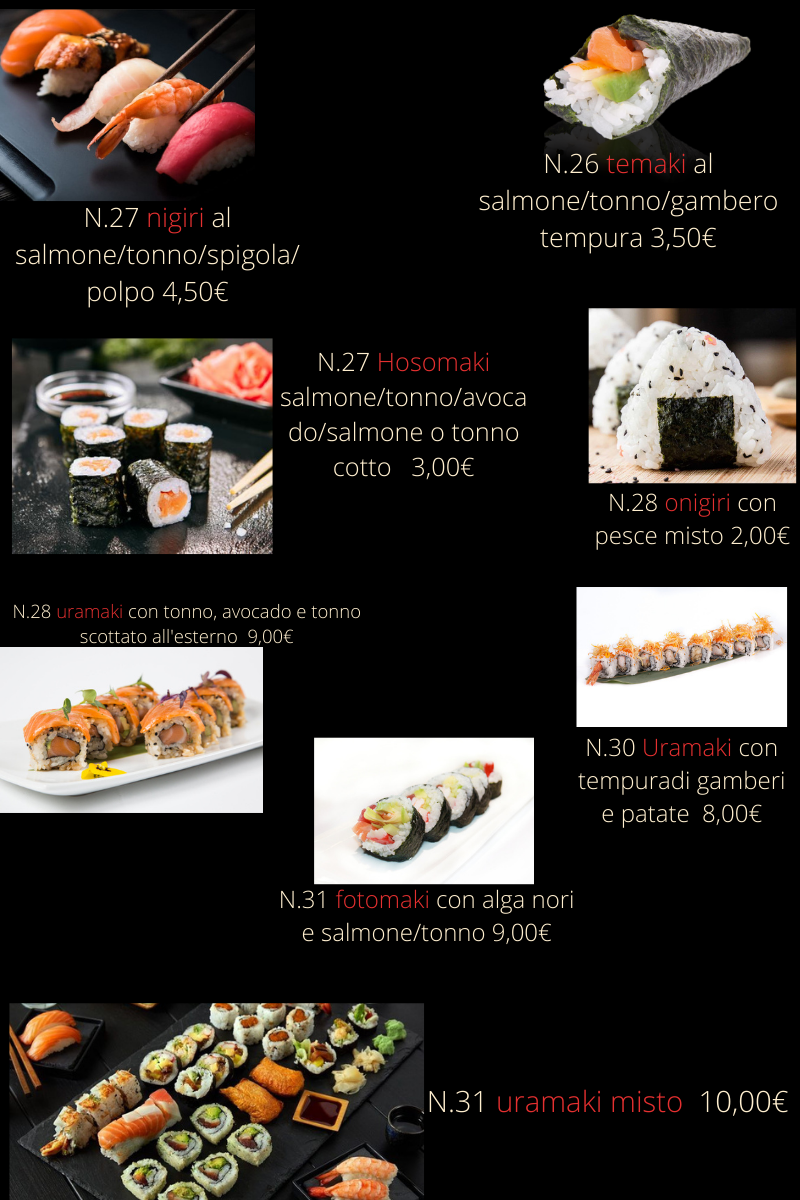 N.26 temaki al
salmone/tonno/gambero
tempura 3,50€
N.27 nigiri al
salmone/tonno/spigola/
polpo 4,50€
N.27 Hosomaki
salmone/tonno/avoca
do/salmone o tonno
cotto 3,00€
N.28 onigiri con
pesce misto 2,00€
N.28 uramaki con tonno, avocado e tonno
scottato all'esterno 9,00€
N.30 Uramaki con
tempuradi gamberi
e patate 8,00€
N.31 fotomaki con alga nori
e salmone/tonno 9,00€
N.31 uramaki misto 10,00€